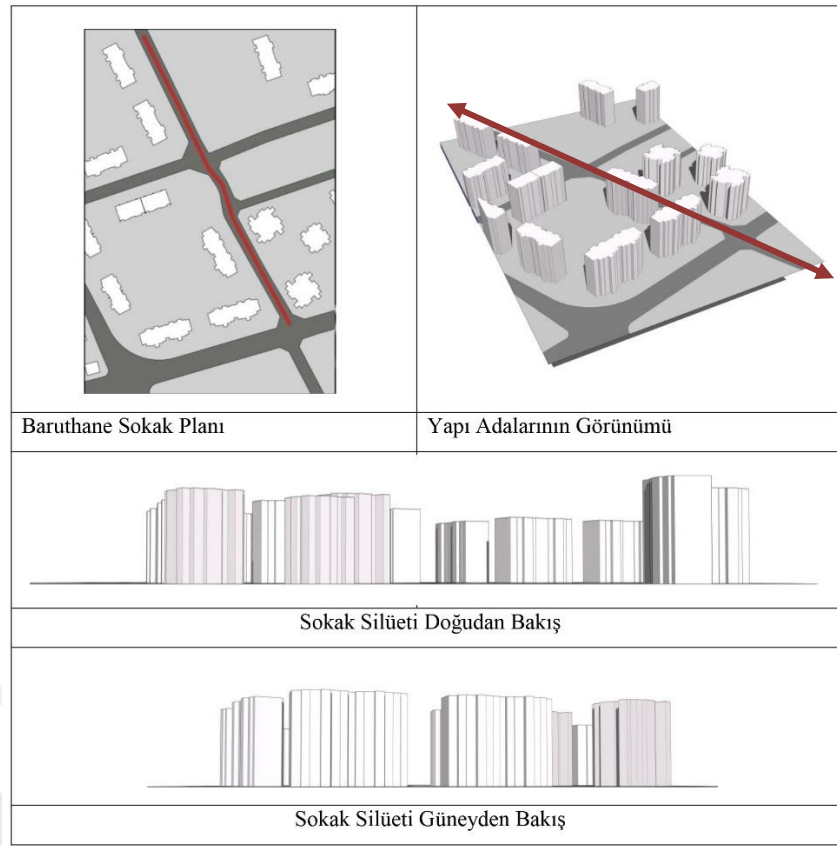 Baruthane Sokak Planı
Yapı Adalarının Görünümü
Sokak Silüeti Doğudan Bakış
Sokak Silüeti Güneyden Bakış